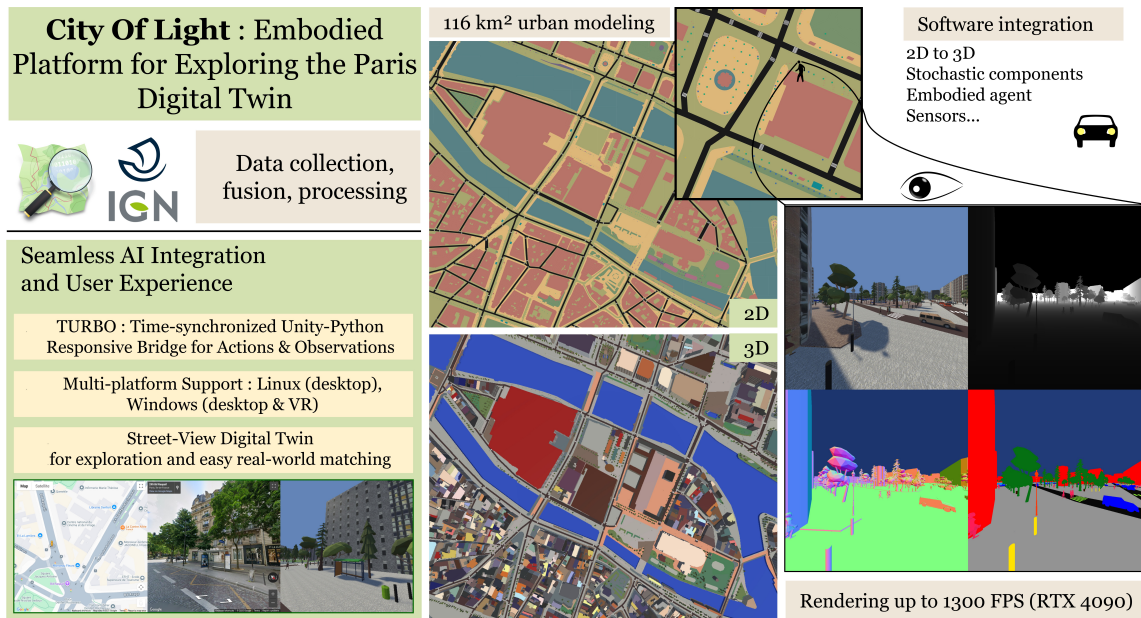 City Of Light : Embodied
Platform for Exploring the Paris
Digital Twin
IGN
Data collection,
fusion, processing
Seamless AI Integration
and User Experience
TURBO : Time-synchronized Unity-Python
Responsive Bridge for Actions & Observations
Multi-platform Support : Linux (desktop),
Windows (desktop & VR)
Street-View Digital Twin
for exploration and easy real-world matching
Map
116 km² urban modeling
2D
3D
Software integration
2D to 3D
Stochastic components
Embodied agent
Sensors...
Rendering up to 1300 FPS (RTX 4090)